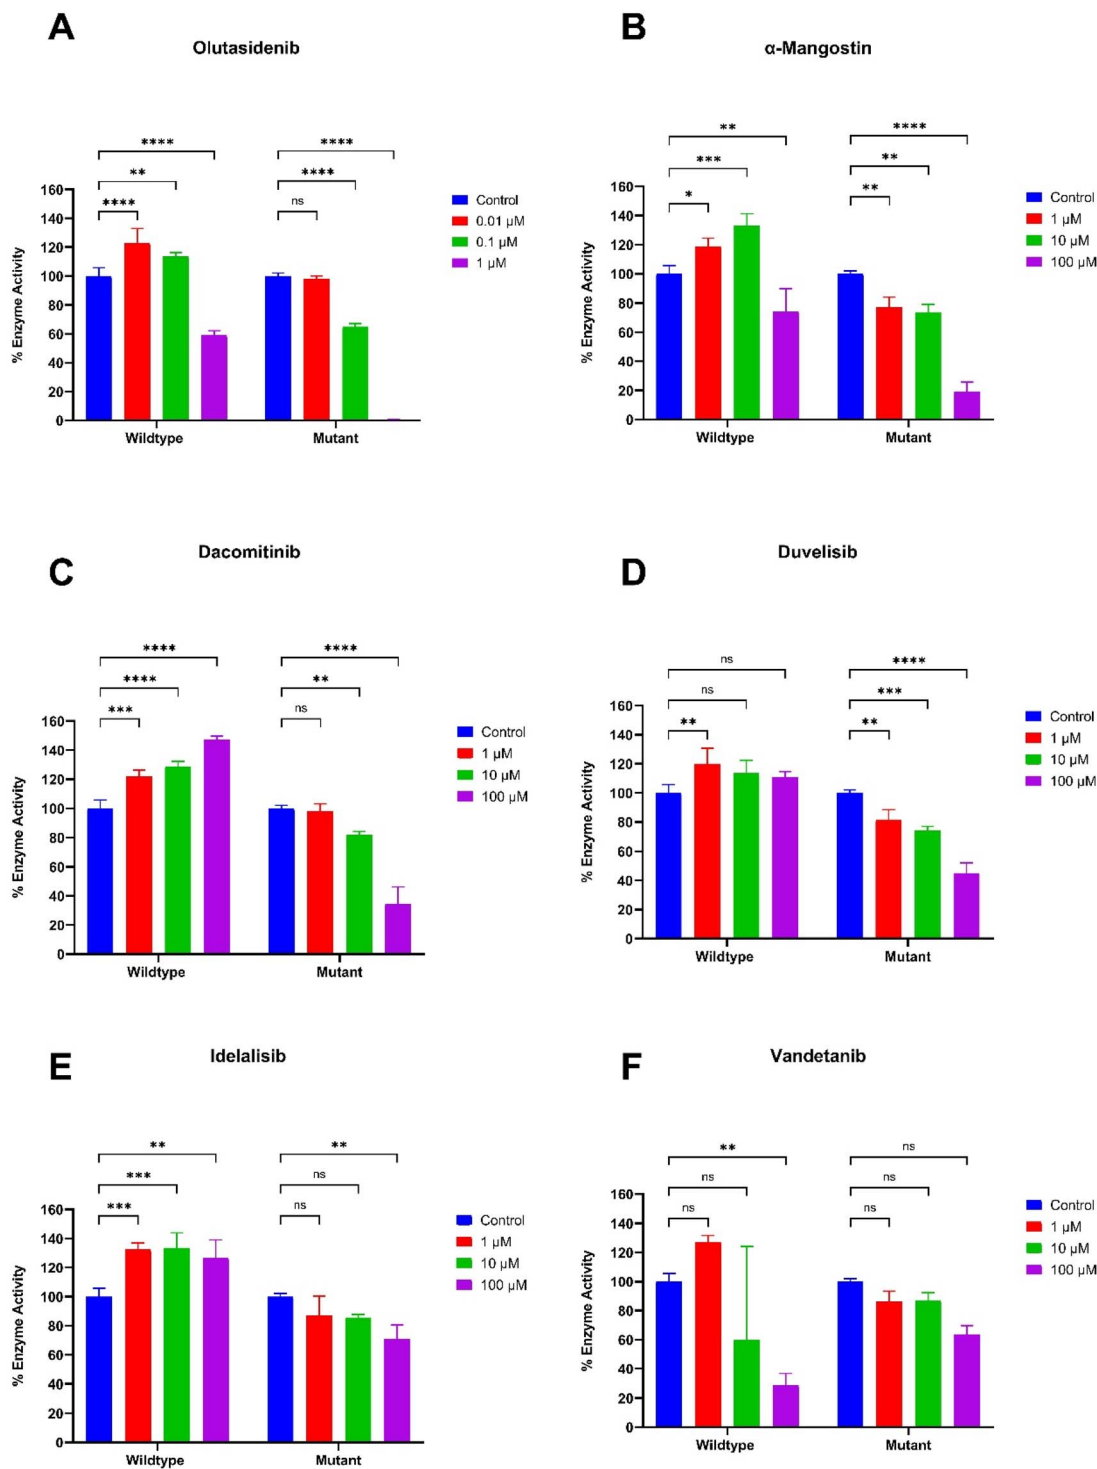 A
Olutasidenib
****
**
****
****
****
ns
% Enzyme Activity
160
140
120
100
80
60
40
20
0
Wildtype
Mutant
Control
0.01 μM
0.1 μM
1 μM
B
α-Mangostin
**
***
*
****
**
**
% Enzyme Activity
160
140
120
100
80
60
40
20
0
Wildtype
Mutant
Control
1 μM
10 μM
100 μM
C
Dacomitinib
****
****
***
****
**
ns
% Enzyme Activity
160
140
120
100
80
60
40
20
0
Wildtype
Mutant
Control
1 μM
10 μM
100 μM
D
Duvelisib
ns
ns
**
****
***
**
% Enzyme Activity
160
140
120
100
80
60
40
20
0
Wildtype
Mutant
Control
1 μM
10 μM
100 μM
E
Idelalisib
**
***
***
**
ns
ns
% Enzyme Activity
160
140
120
100
80
60
40
20
0
Wildtype
Mutant
Control
1 μM
10 μM
100 μM
F
Vandetanib
**
ns
ns
ns
ns
ns
% Enzyme Activity
160
140
120
100
80
60
40
20
0
Wildtype
Mutant
Control
1 μM
10 μM
100 μM